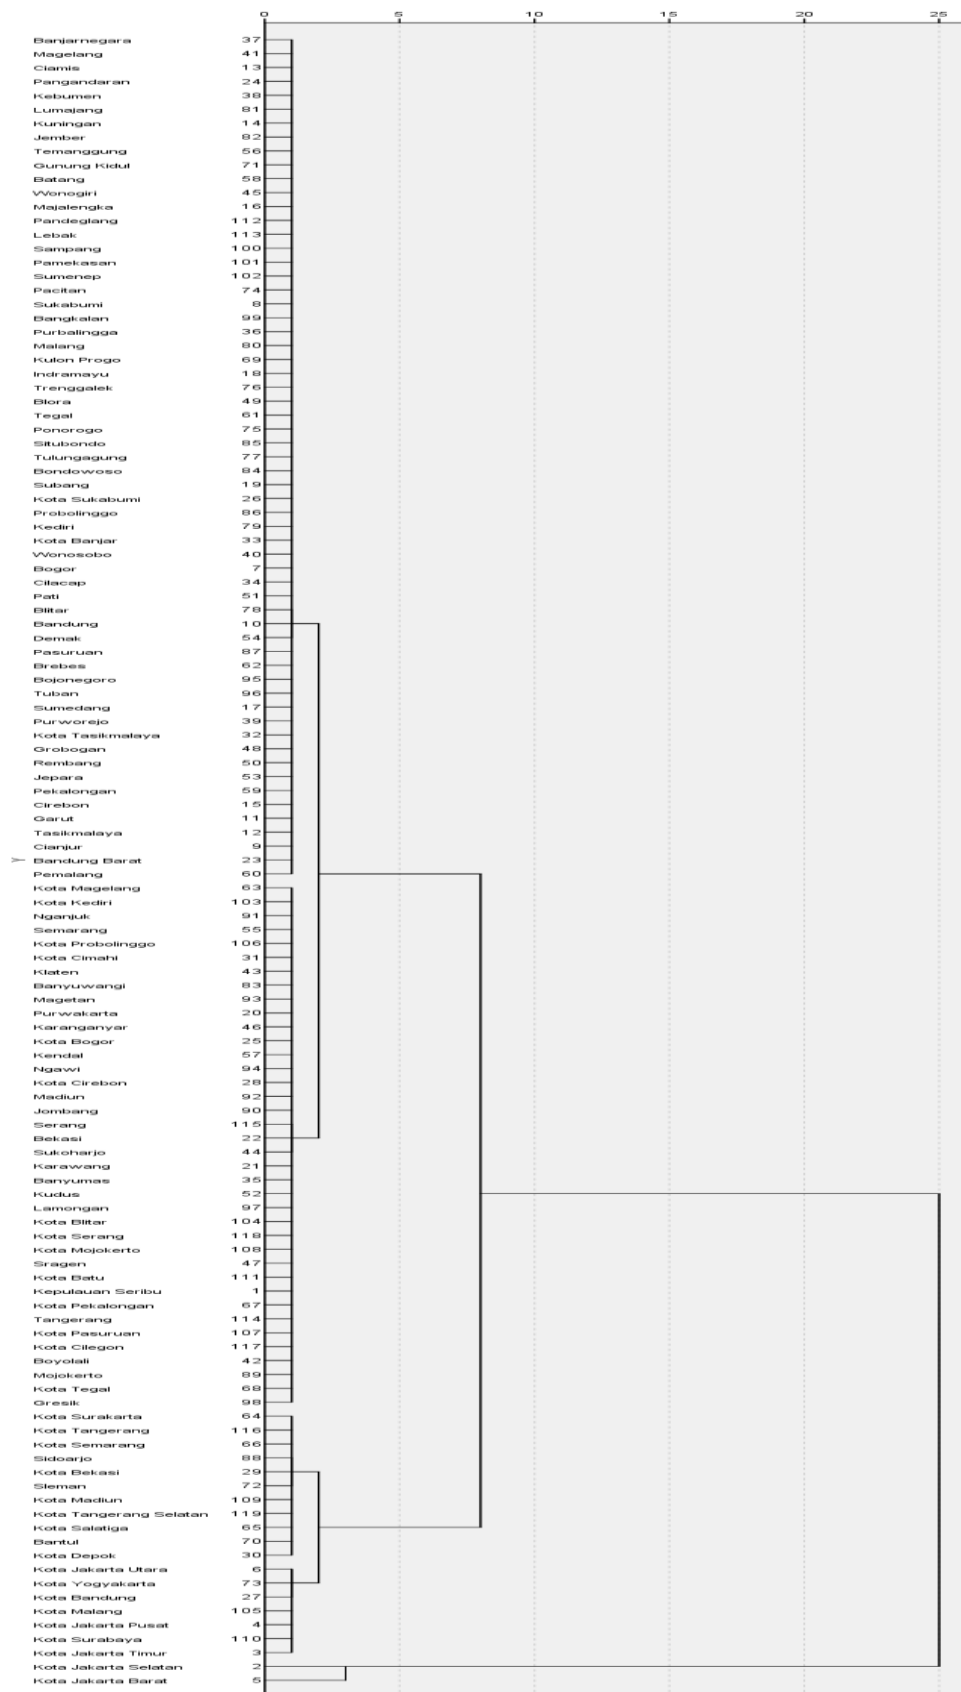 0 5 10 15 20 25
Banjarnegara 37
Magelang 41
Ciamis 13
Pangandaran 24
Kebumen 38
Lumajang 81
Kuningan 14
Jember 82
Temanggung 56
Gunung Kidul 71
Batang 58
Wonogiri 45
Majalengka 16
Pandeglang 112
Lebak 113
Sampang 100
Pamekasan 101
Sumenep 102
Pacitan 74
Sukabumi 8
Bangkalan 99
Purbalingga 36
Malang 80
Kulon Progo 69
Indramayu 18
Trenggalek 76
Blora 49
Tegal 61
Ponorogo 75
Situbondo 85
Tulungagung 77
Bondowoso 84
Subang 19
Kota Sukabumi 26
Probolinggo 86
Kediri 79
Kota Banjar 33
Wonosobo 40
Bogor 7
Cilacap 34
Pati 51
Blitar 78
Bandung 10
Demak 54
Pasuruan 87
Brebes 62
Bojonegoro 95
Tuban 96
Sumedang 17
Purworejo 39
Kota Tasikmalaya 32
Grobogan 48
Rembang 50
Jepara 53
Pekalongan 59
Cirebon 15
Garut 11
Tasikmalaya 12
Cianjur 9
Y Bandung Barat 23
Pemalang 60
Kota Magelang 63
Kota Kediri 103
Nganjuk 91
Semarang 55
Kota Probolinggo 106
Kota Cimahi 31
Klaten 43
Banyuwangi 83
Magetan 93
Purwakarta 20
Karanganyar 46
Kota Bogor 25
Kendal 57
Ngawi 94
Kota Cirebon 28
Madiun 92
Jombang 90
Serang 115
Bekasi 22
Sukoharjo 44
Karawang 21
Banyumas 35
Kudus 52
Lamongan 97
Kota Blitar 104
Kota Serang 118
Kota Mojokerto 108
Sragen 47
Kota Batu 111
Kepulauan Seribu 1
Kota Pekalongan 67
Tangerang 114
Kota Pasuruan 107
Kota Cilegon 117
Boyolali 42
Mojokerto 89
Kota Tegal 68
Gresik 98
Kota Surakarta 64
Kota Tangerang 116
Kota Semarang 66
Sidoarjo 88
Kota Bekasi 29
Sleman 72
Kota Madiun 109
Kota Tangerang Selatan 119
Kota Salatiga 65
Bantul 70
Kota Depok 30
Kota Jakarta Utara 6
Kota Yogyakarta 73
Kota Bandung 27
Kota Malang 105
Kota Jakarta Pusat 4
Kota Surabaya 110
Kota Jakarta Timur 3
Kota Jakarta Selatan 2
Kota Jakarta Barat 5